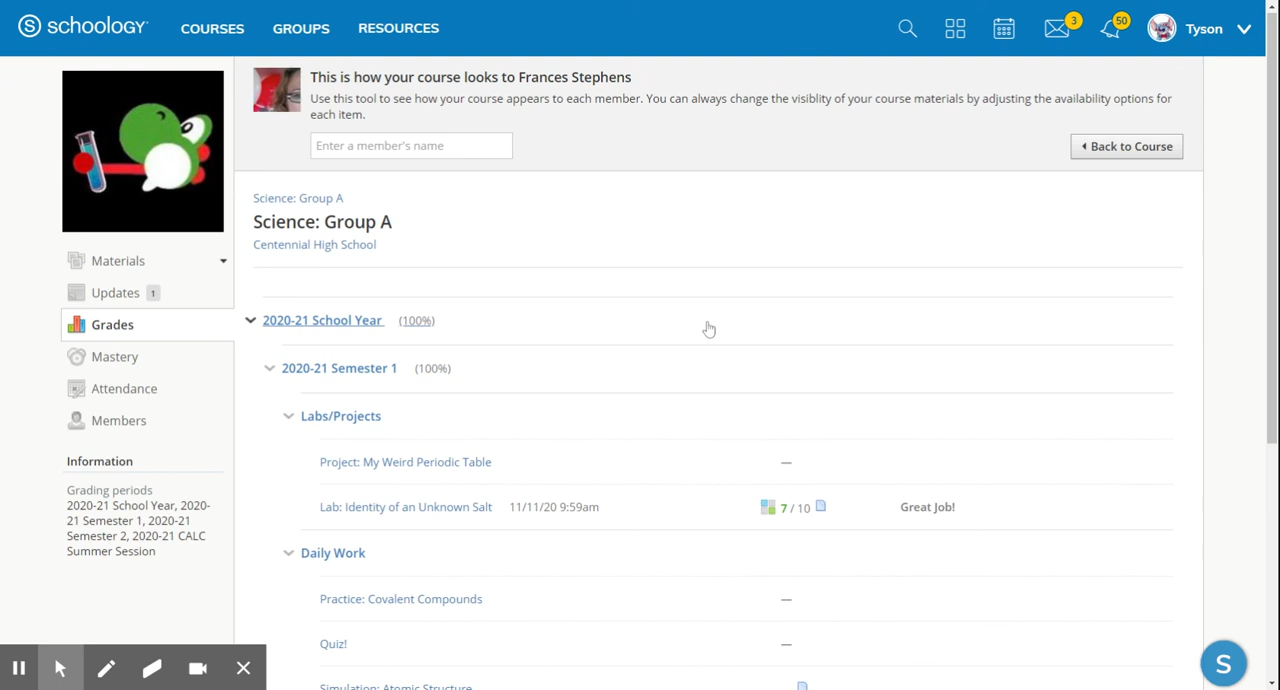 schoology
COURSES
GROUPS
RESOURCES
3
50
Tyson
This is how your course looks to Frances Stephens
Use this tool to see how your course appears to each member. You can always change the visiblity of your course materials by adjusting the availability options for
each item.
Enter a member's name
Back to Course
Materials
Updates 1
Grades
Mastery
Attendance
Members
Information
Grading periods
2020-21 School Year, 2020-
21 Semester 1, 2020-21
Semester 2, 2020-21 CALC
Summer Session
Science: Group A
Science: Group A
Centennial High School
2020-21 School Year (100%)
2020-21 Semester 1 (100%)
Labs/Projects
Project: My Weird Periodic Table —
Lab: Identity of an Unknown Salt 11/11/20 9:59am 7 / 10 Great Job!
Daily Work
Practice: Covalent Compounds —
Quiz! —
Simulation: Atomic Structure
S